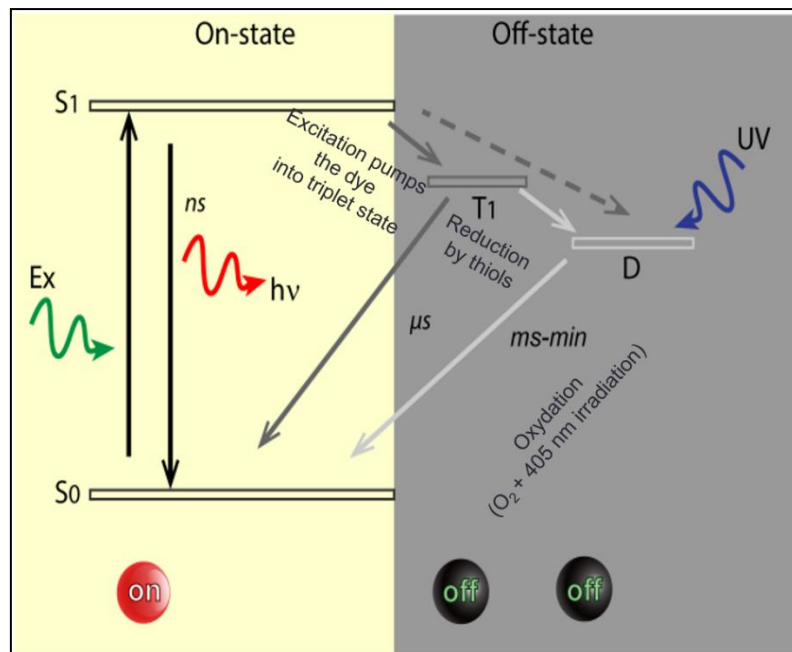 On-state
Off-state
S1
Excitation pumps
the dye
into triplet state
UV
ns
T1
Reduction
by thiols
D
Ex
hν
μs
ms-min
Oxydation
(O₂ + 405 nm irradiation)
S0
on
off
off